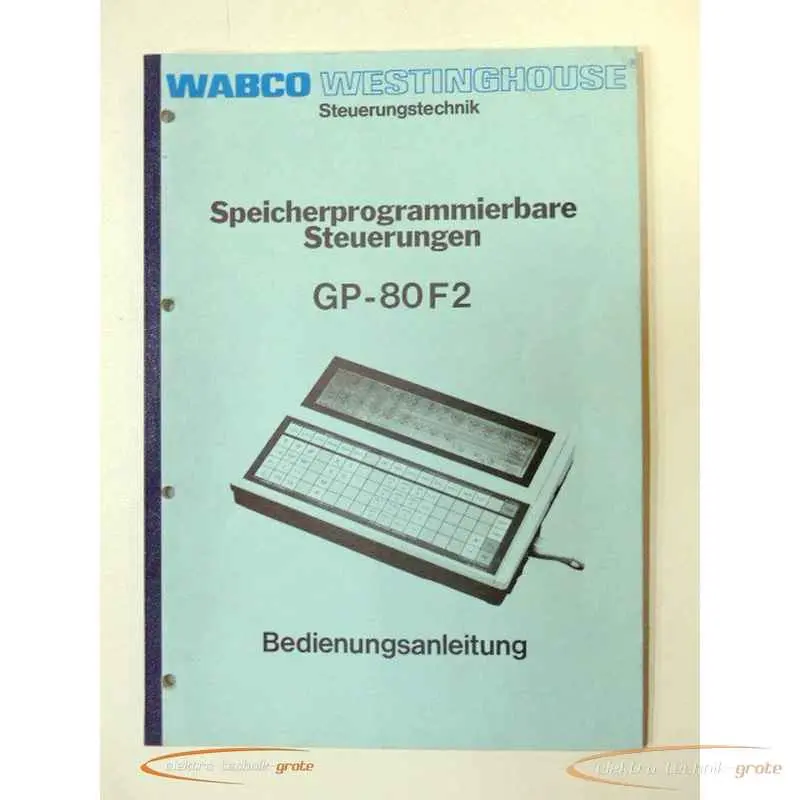 WABCO WESTINGHOUSE
Steuerungstechnik
Speicherprogrammierbare
Steuerungen
GP-80F2
Bedienungsanleitung
elektro technik-grote
elektro technik-grote